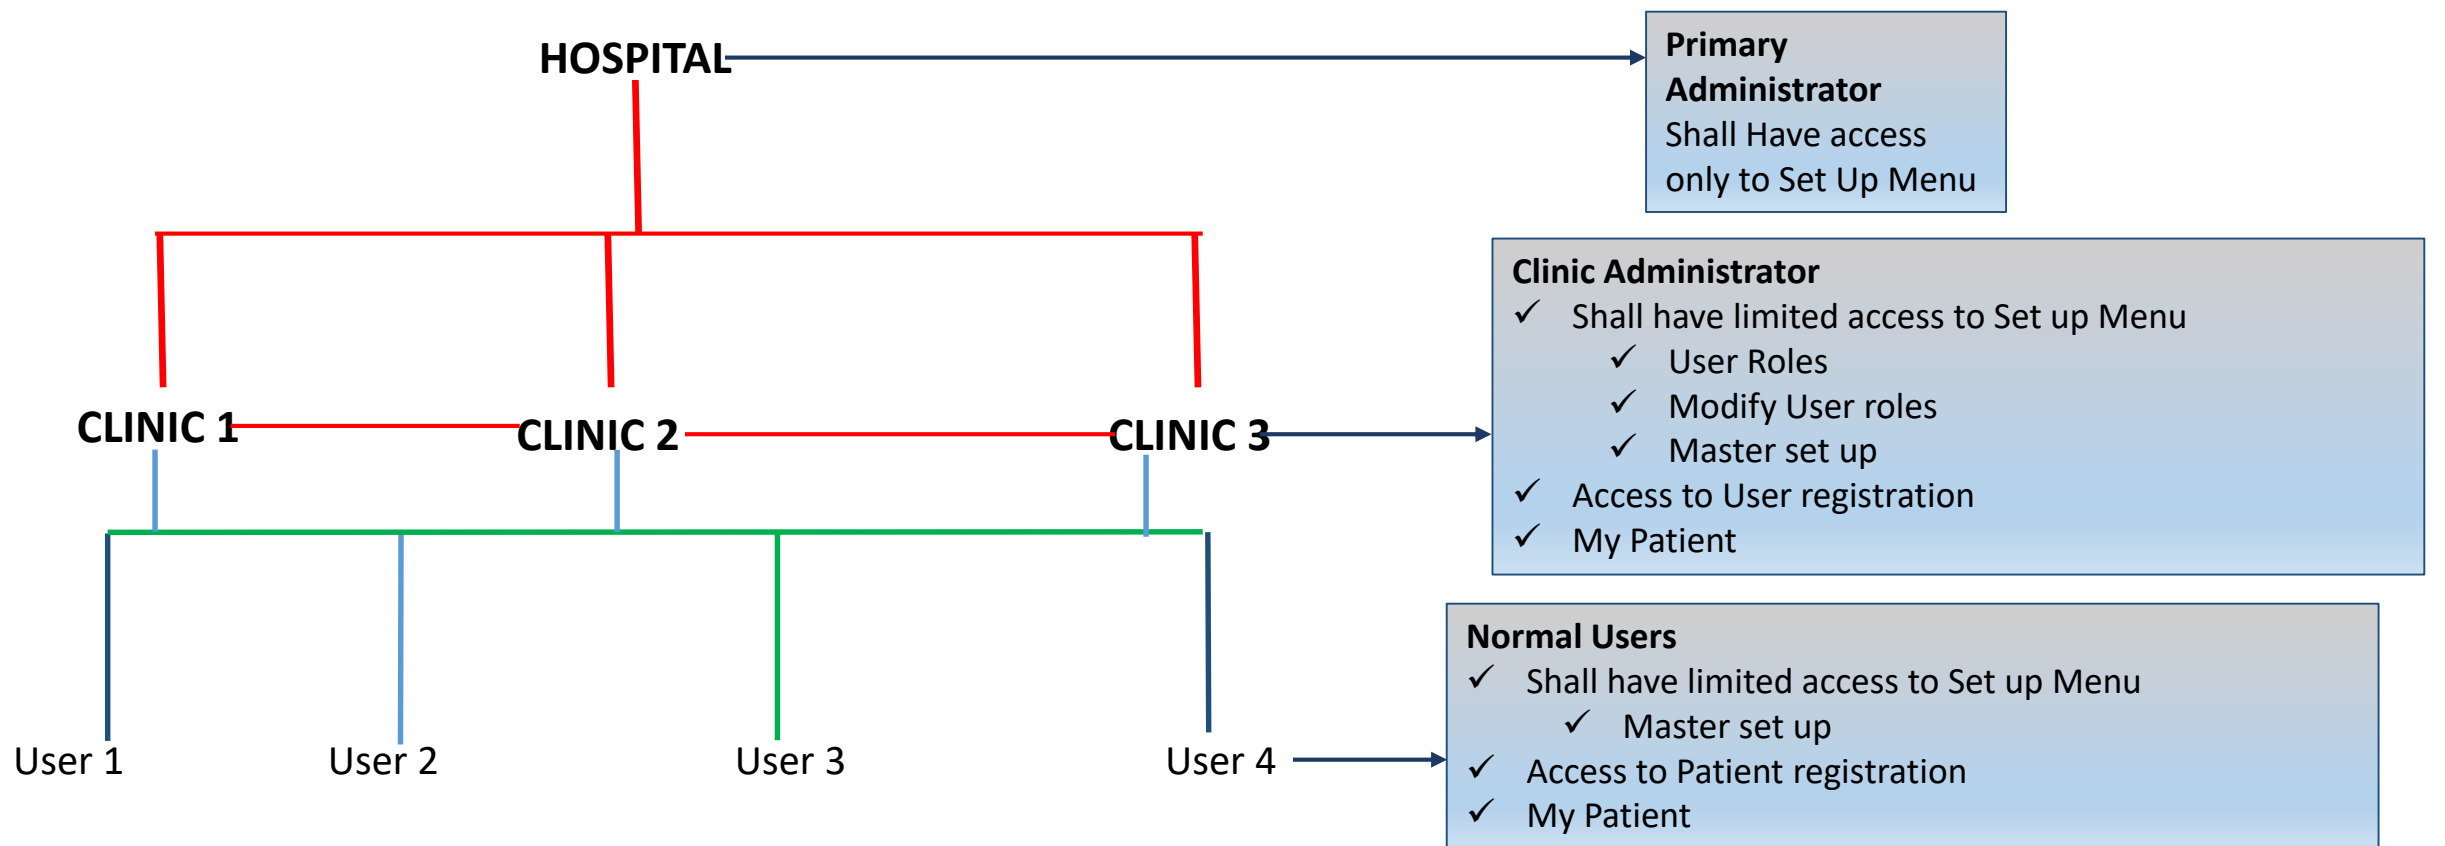 HOSPITAL
Primary
Administrator
Shall Have access
only to Set Up Menu
Clinic Administrator
✓ Shall have limited access to Set up Menu
✓ User Roles
✓ Modify User roles
✓ Master set up
✓ Access to User registration
✓ My Patient
CLINIC 1
CLINIC 2
CLINIC 3
Normal Users
✓ Shall have limited access to Set up Menu
✓ Master set up
✓ Access to Patient registration
✓ My Patient
User 1
User 2
User 3
User 4